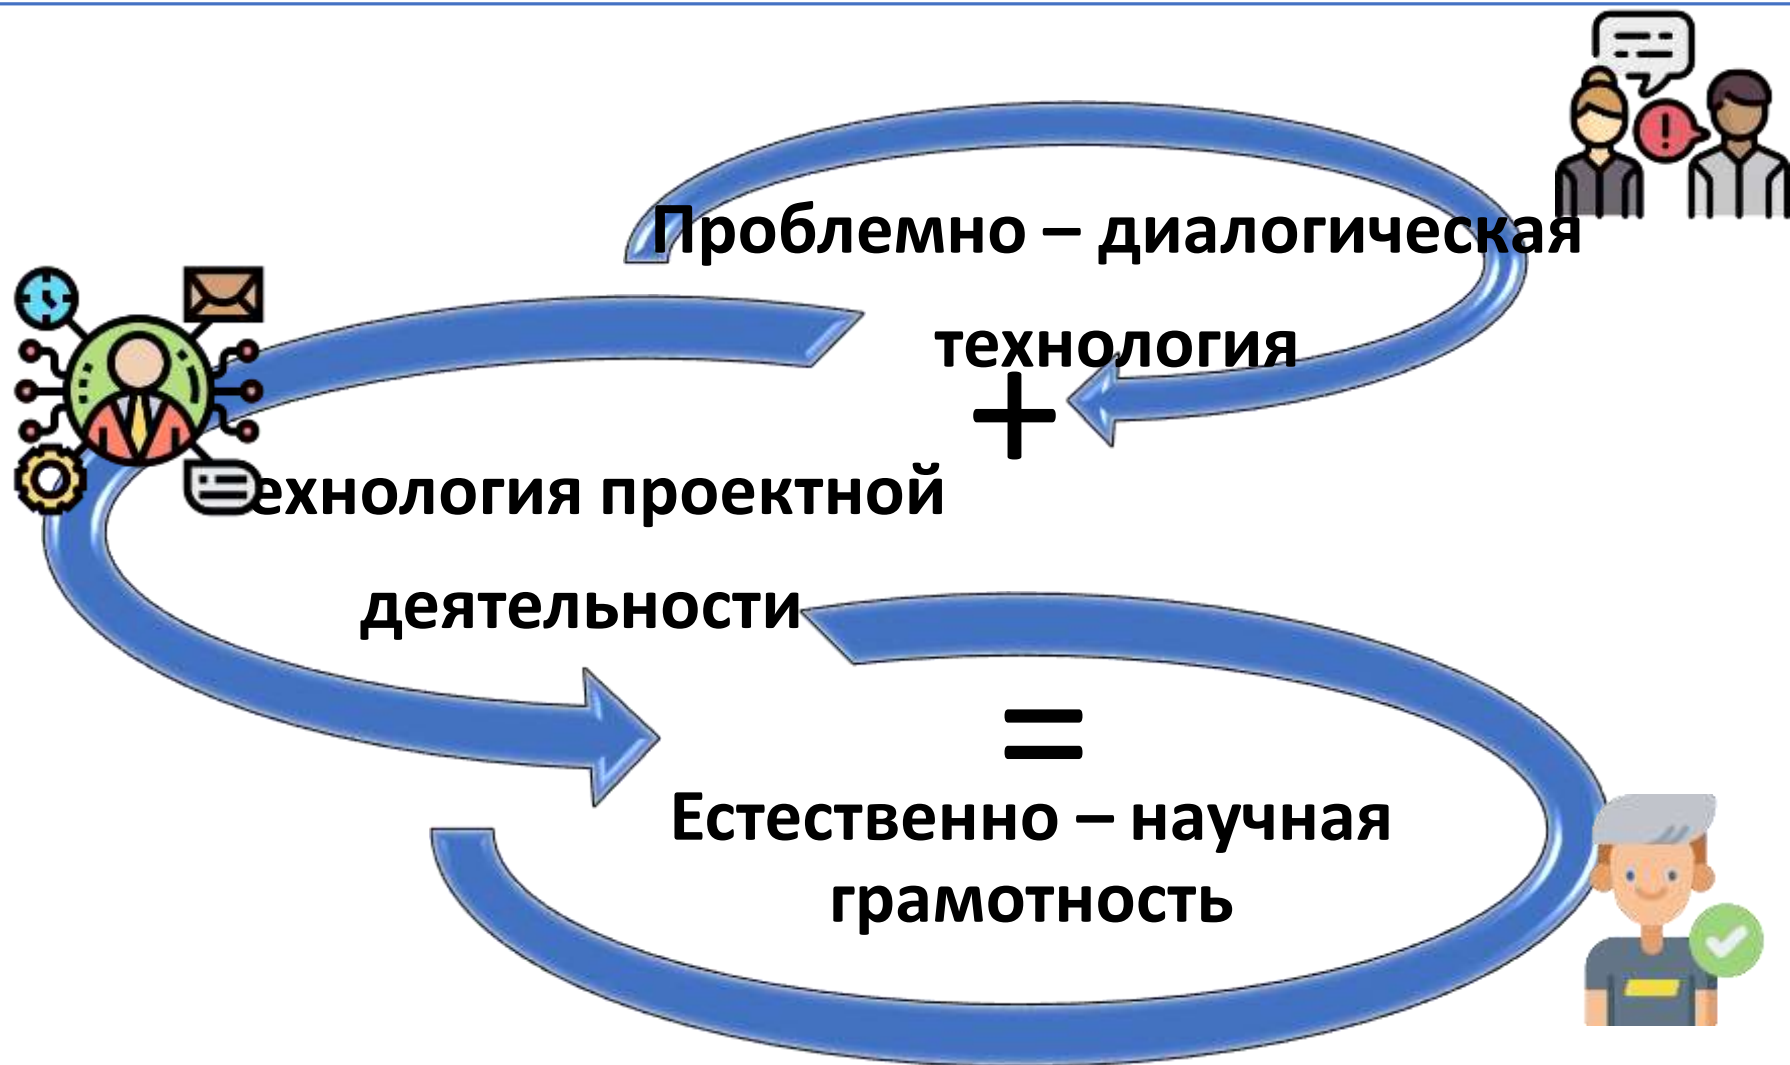 Проблемно – диалогическая
технология
+
ехнология проектной
деятельности
=
Естественно – научная
грамотность